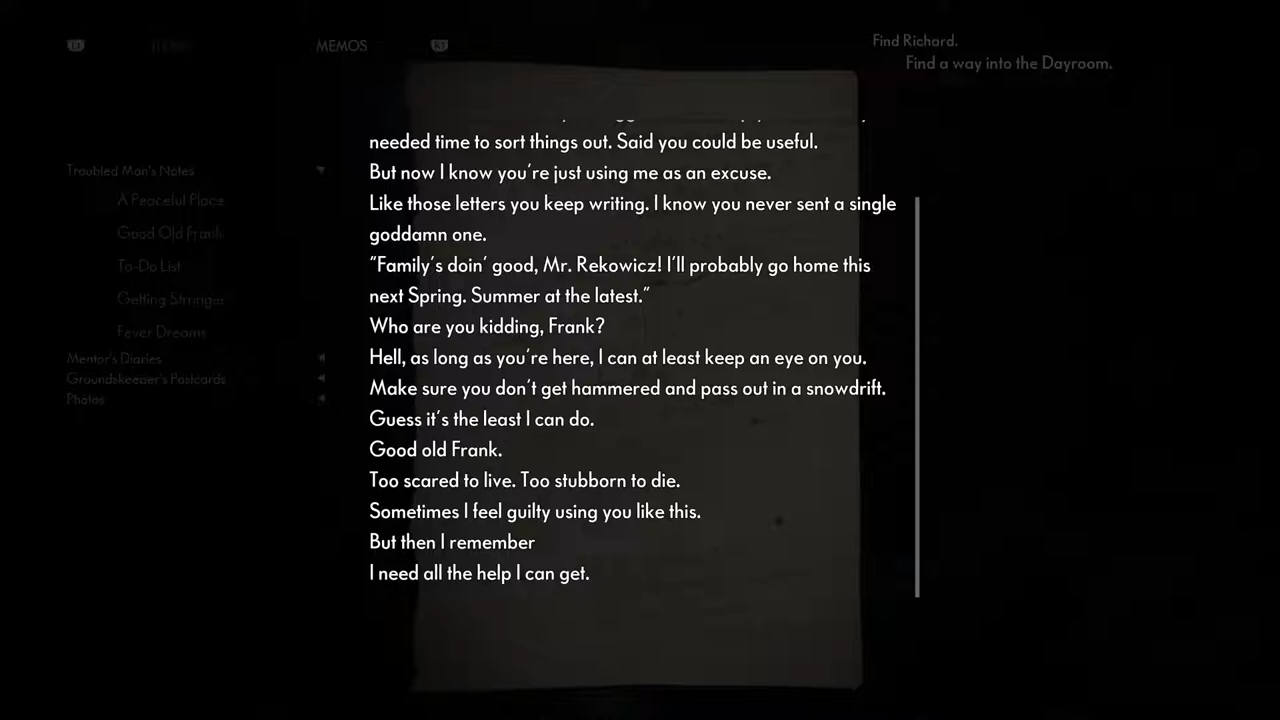 MEMOS
Find Richard.
Find a way into the Dayroom.
needed time to sort things out. Said you could be useful.
But now I know you're just using me as an excuse.
Like those letters you keep writing. I know you never sent a single
goddamn one.
"Family's doin' good, Mr. Rekowicz! I'll probably go home this
next Spring. Summer at the latest."
Who are you kidding, Frank?
Hell, as long as you're here, I can at least keep an eye on you.
Make sure you don't get hammered and pass out in a snowdrift.
Guess it's the least I can do.
Good old Frank.
Too scared to live. Too stubborn to die.
Sometimes I feel guilty using you like this.
But then I remember
I need all the help I can get.
Troubled Man's Notes
A Peaceful Place
Good Old Frank
To-Do List
Getting Stronger
Fever Dreams
Mentor's Diaries
Groundskeeper's Postcards
Photos